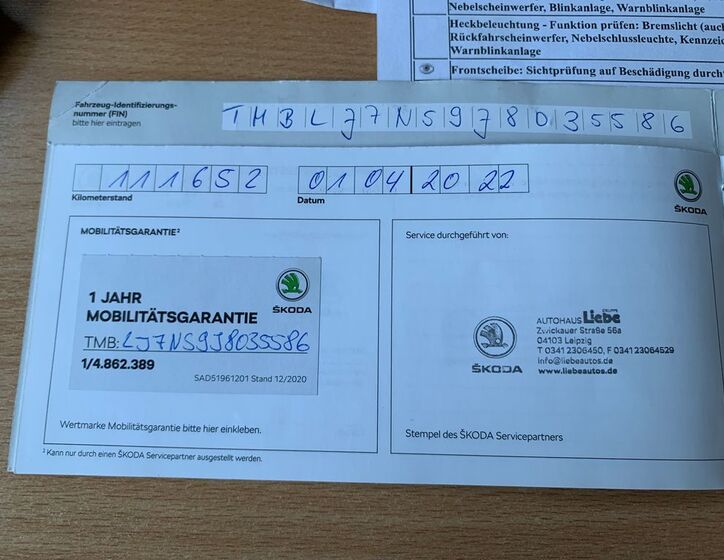 Nebelscheinwerfer, Blinkanlage, Warnblinkanlage
Heckbeleuchtung - Funktion prüfen: Bremslicht (auc
Rückfahrscheinwerfer, Nebelschlussleuchte, Kennzei
Warnblinkanlage
Frontscheibe: Sichtprüfung auf Beschädigung durch
Fahrzeug-Identifizierungs-
nummer (FIN)
bitte hier eintragen
TMBLJ7NS9J8035586
111652
Kilometerstand
01 04 2022
Datum
ŠKODA
MOBILITÄTSGARANTIE²
1 JAHR
MOBILITÄTSGARANTIE
TMB: LJ7NS9J8035586
1/4.862.389
SAD51961201 Stand 12/2020
ŠKODA
Wertmarke Mobilitätsgarantie bitte hier einkleben.
² Kann nur durch einen ŠKODA Servicepartner ausgestellt werden.
Service durchgeführt von:
ŠKODA
AUTOHAUS Liebe
Zwickauer Straße 56a
04103 Leipzig
T 0341 2306450, F 0341 23064529
info@liebeautos.de
www.liebeautos.de
Stempel des ŠKODA Servicepartners